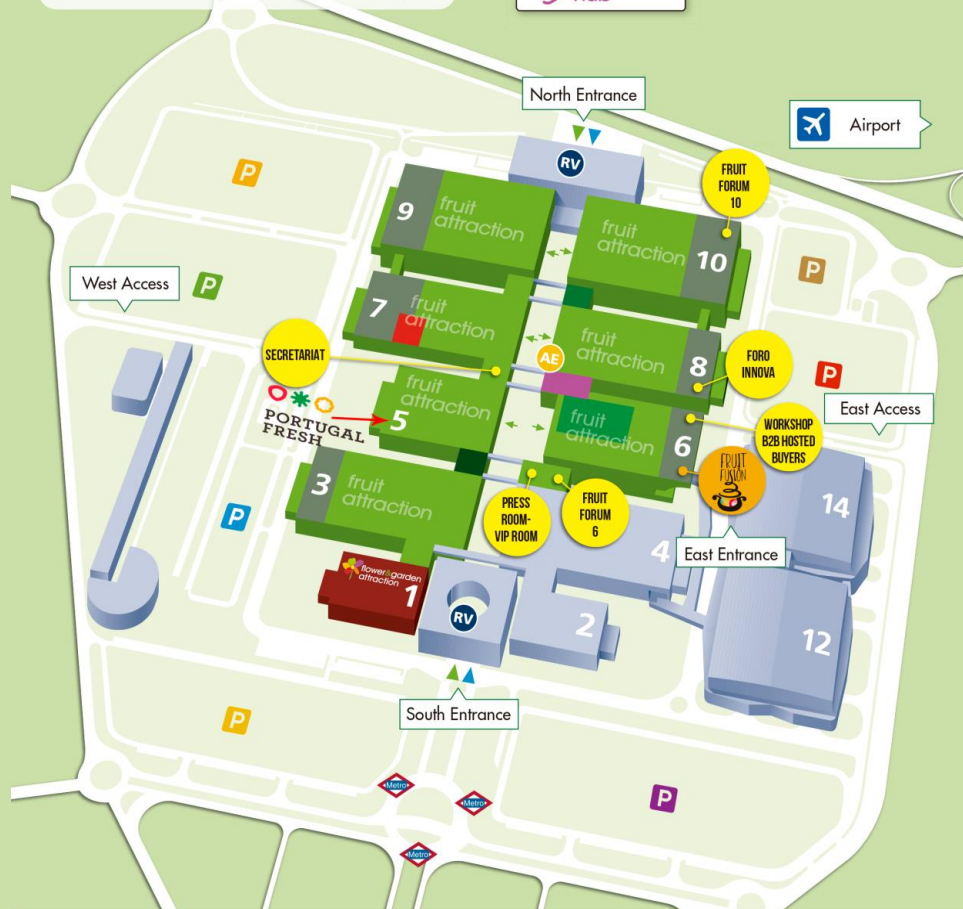 North Entrance
Airport
RV
FRUIT
FORUM
10
P
9
fruit
attraction
fruit
attraction
10
P
West Access
P
7
fruit
attraction
SECRETARIAT
AE
fruit
attraction
8
FORO
INNOVA
P
East Access
PORTUGAL
FRESH
fruit
attraction
5
fruit
attraction
6
WORKSHOP
B2B HOSTED
BUYERS
FRUIT
FUSIÓN
3
fruit
attraction
PRESS
ROOM-
VIP ROOM
FRUIT
FORUM
6
14
P
4
East Entrance
flower&garden
attraction
1
RV
2
12
South Entrance
P
Metro
Metro
P
Metro